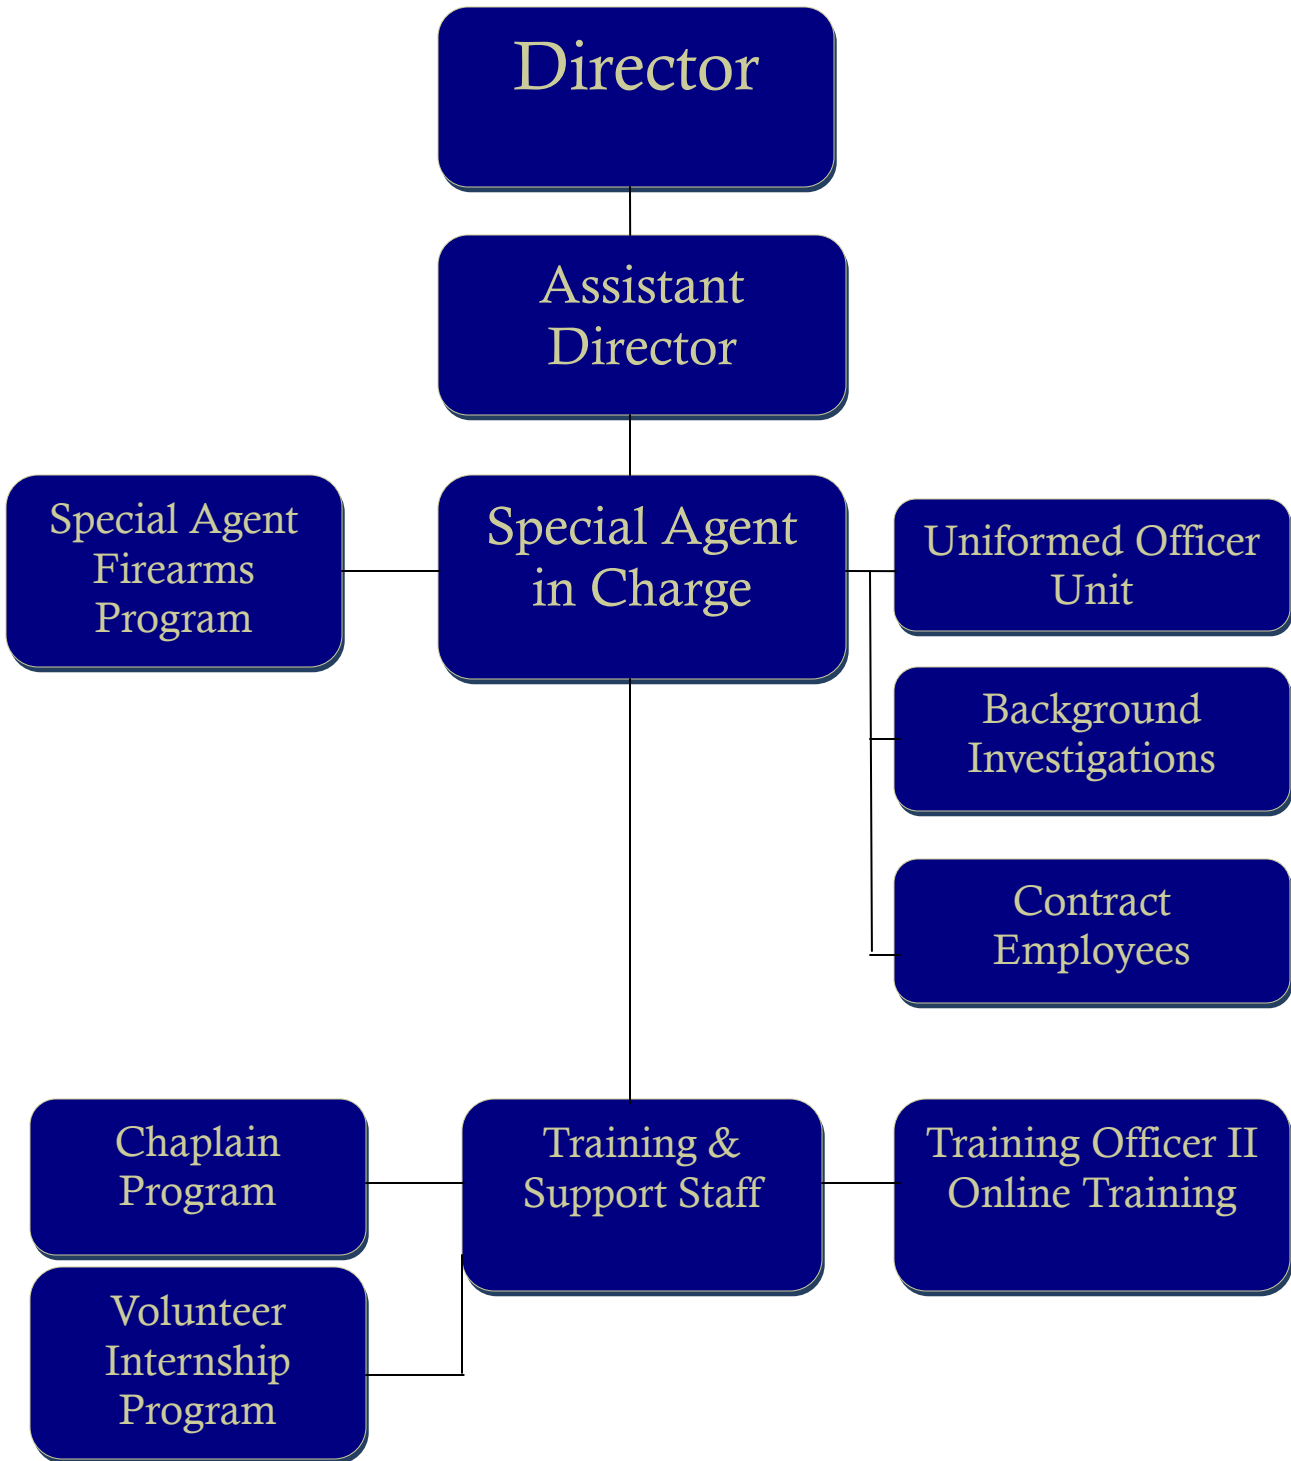 Director
Assistant
Director
Special Agent
Firearms
Program
Special Agent
in Charge
Uniformed Officer
Unit
Background
Investigations
Contract
Employees
Chaplain
Program
Training &
Support Staff
Training Officer II
Online Training
Volunteer
Internship
Program